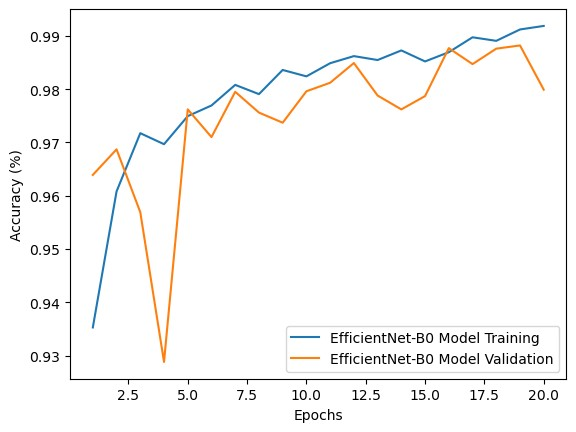 0.99
0.98
0.97
0.96
0.95
0.94
0.93
Accuracy (%)
EfficientNet-B0 Model Training
EfficientNet-B0 Model Validation
2.5 5.0 7.5 10.0 12.5 15.0 17.5 20.0
Epochs